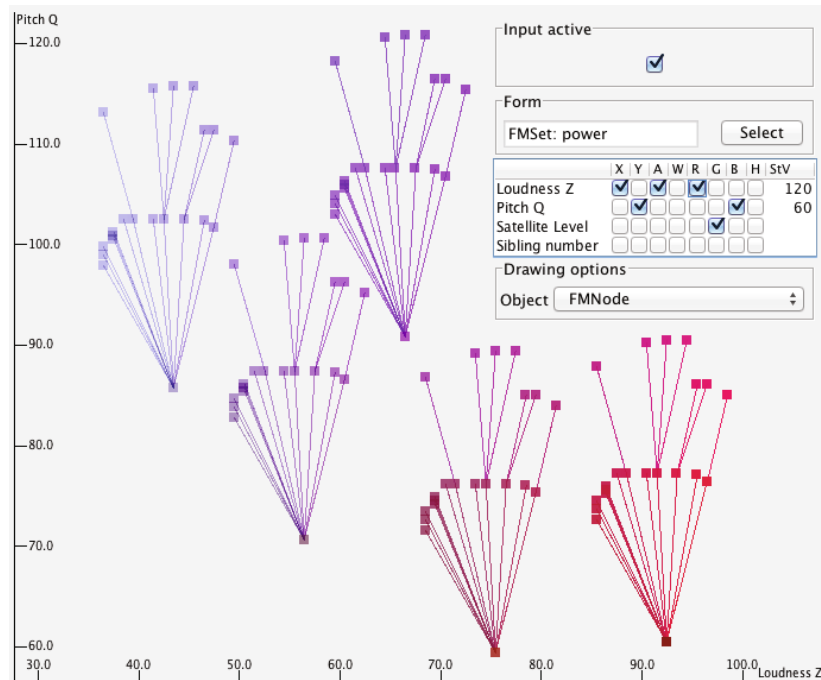 Pitch Q
120.0
110.0
100.0
90.0
80.0
70.0
60.0
30.0 40.0 50.0 60.0 70.0 80.0 90.0 100.0 Loudness Z
Input active
Form
FMSet: power Select
X Y A W R G B H StV
Loudness Z 120
Pitch Q 60
Satellite Level
Sibling number
Drawing options
Object FMNode